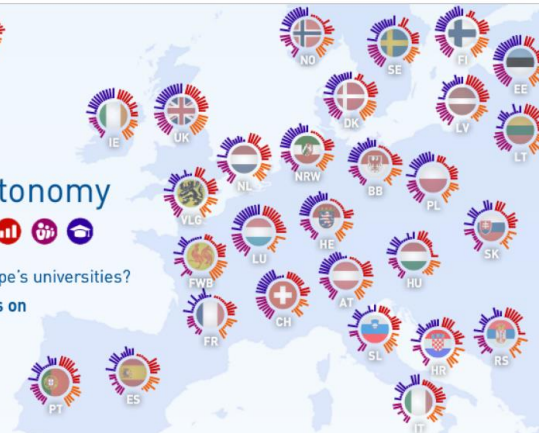 NO
SE
FI
EE
IE
UK
DK
LV
LT
NL
NRW
BB
PL
tonomy
VLG
HE
SK
LU
pe's universities?
FWB
HU
AT
s on
CH
FR
SL
HR
RS
PT
ES
IT